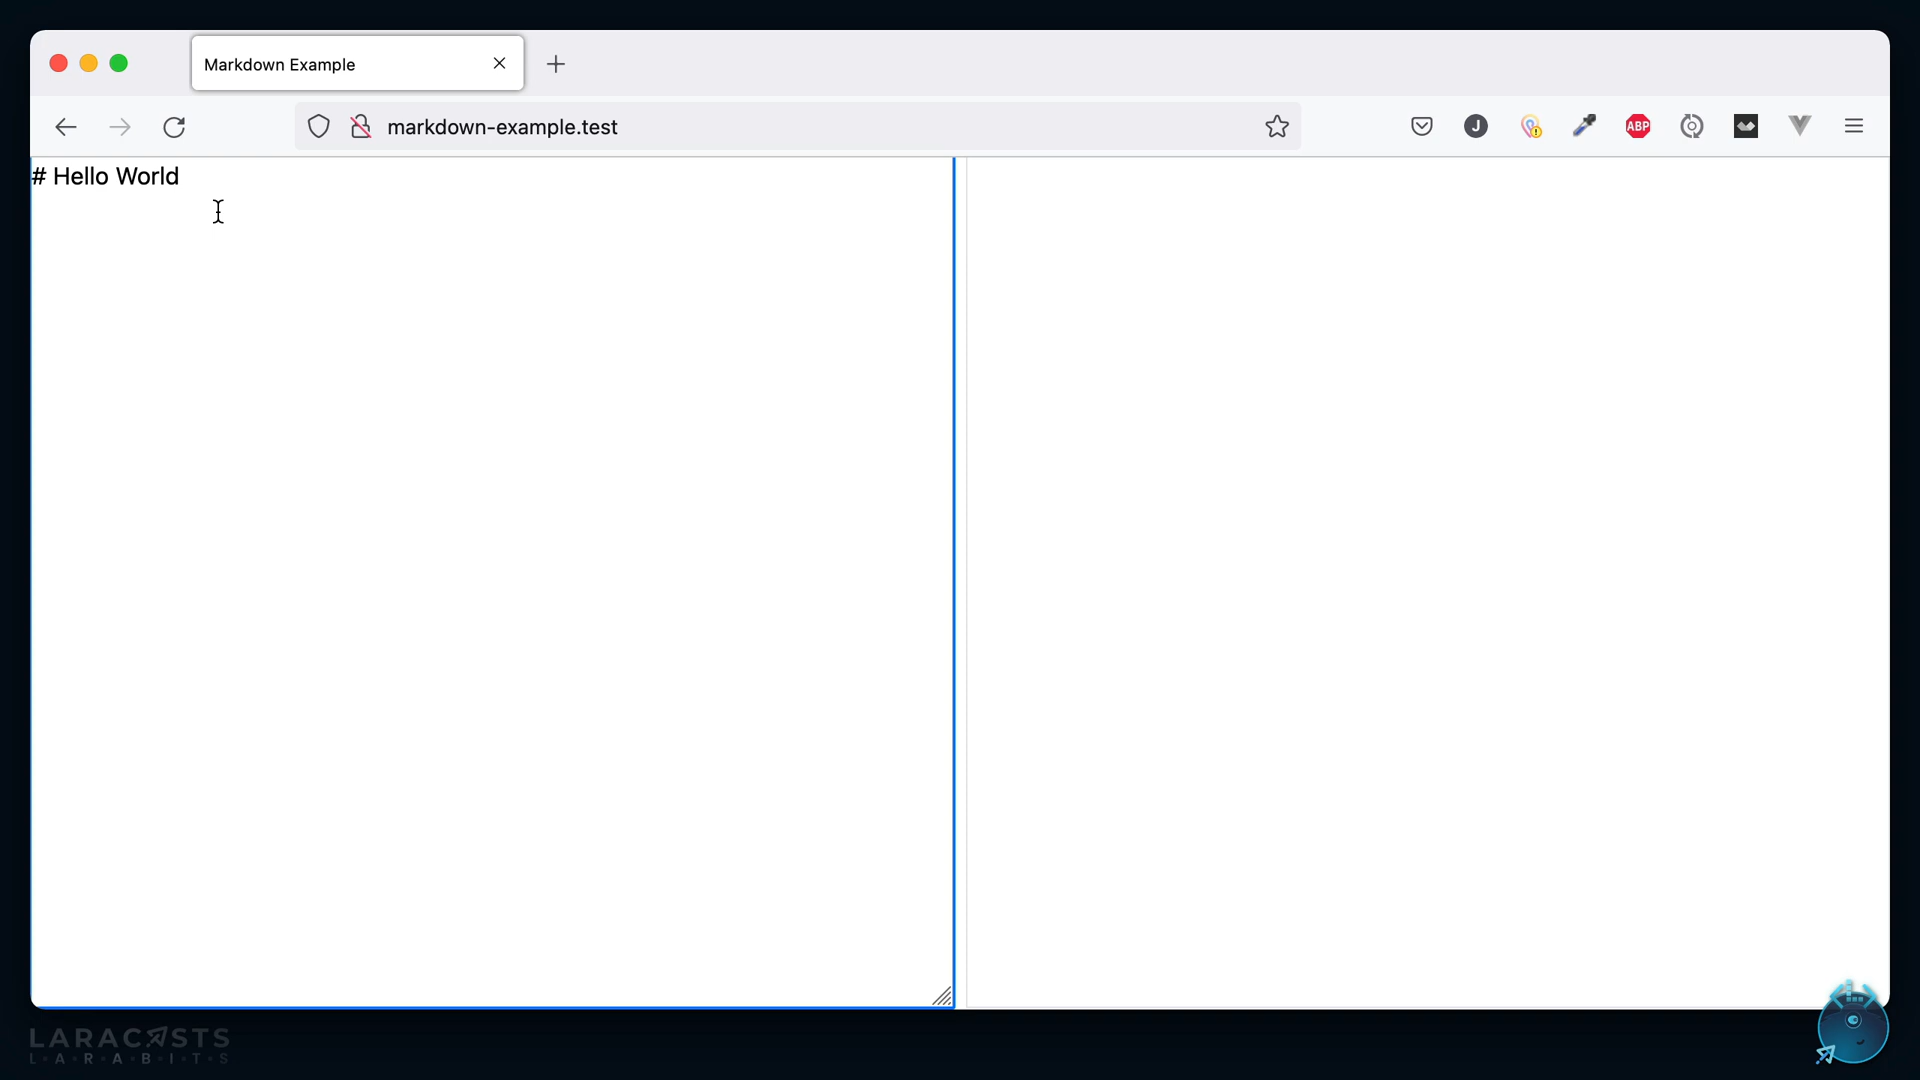 Markdown Example
markdown-example.test
J
ABP
# Hello World
LARACASTS
L·A·R·A·B·I·T·S